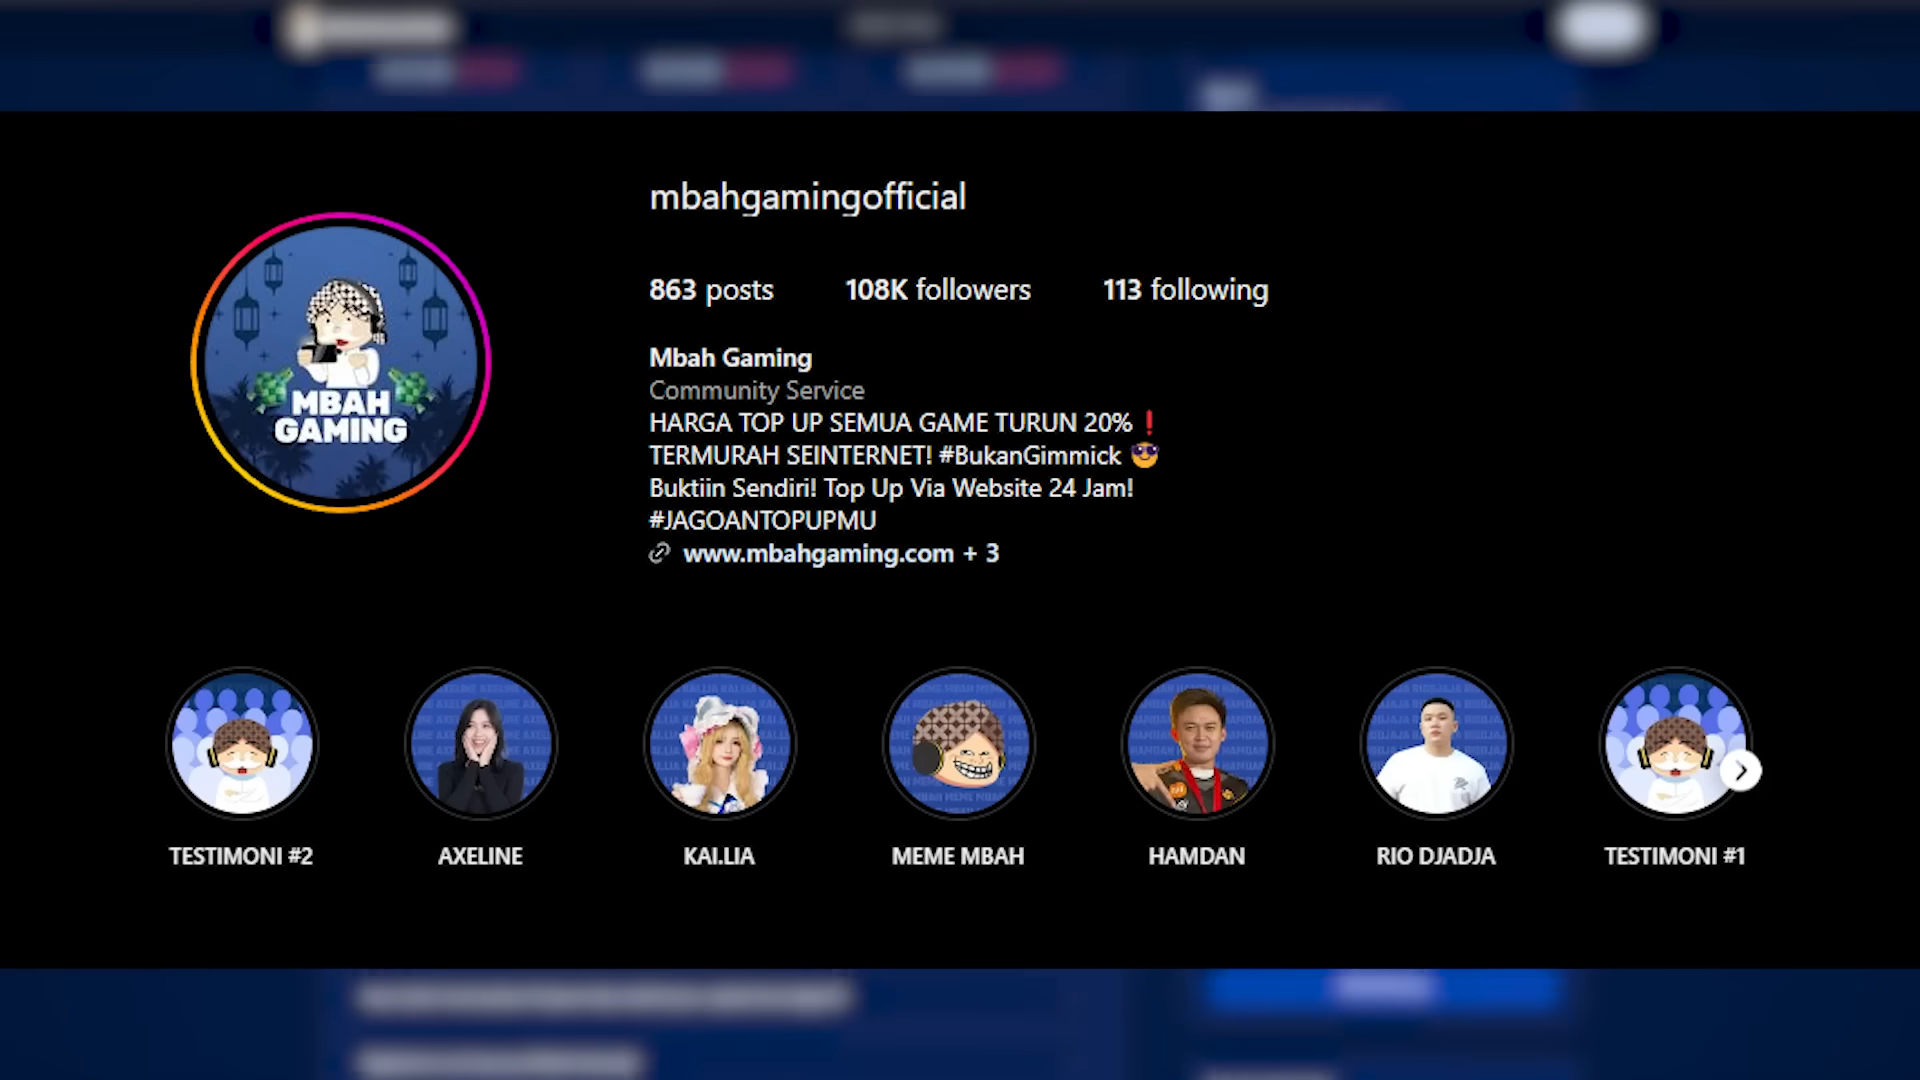 mbahgamingofficial
863 posts 108K followers 113 following
MBAH
GAMING
Mbah Gaming
Community Service
HARGA TOP UP SEMUA GAME TURUN 20%❗
TERMURAH SEINTERNET! #BukanGimmick 😎
Buktiin Sendiri! Top Up Via Website 24 Jam!
#JAGOANTOPUPMU
www.mbahgaming.com + 3
TESTIMONI #2 AXELINE KAI.LIA MEME MBAH HAMDAN RIO DJADJA TESTIMONI #1